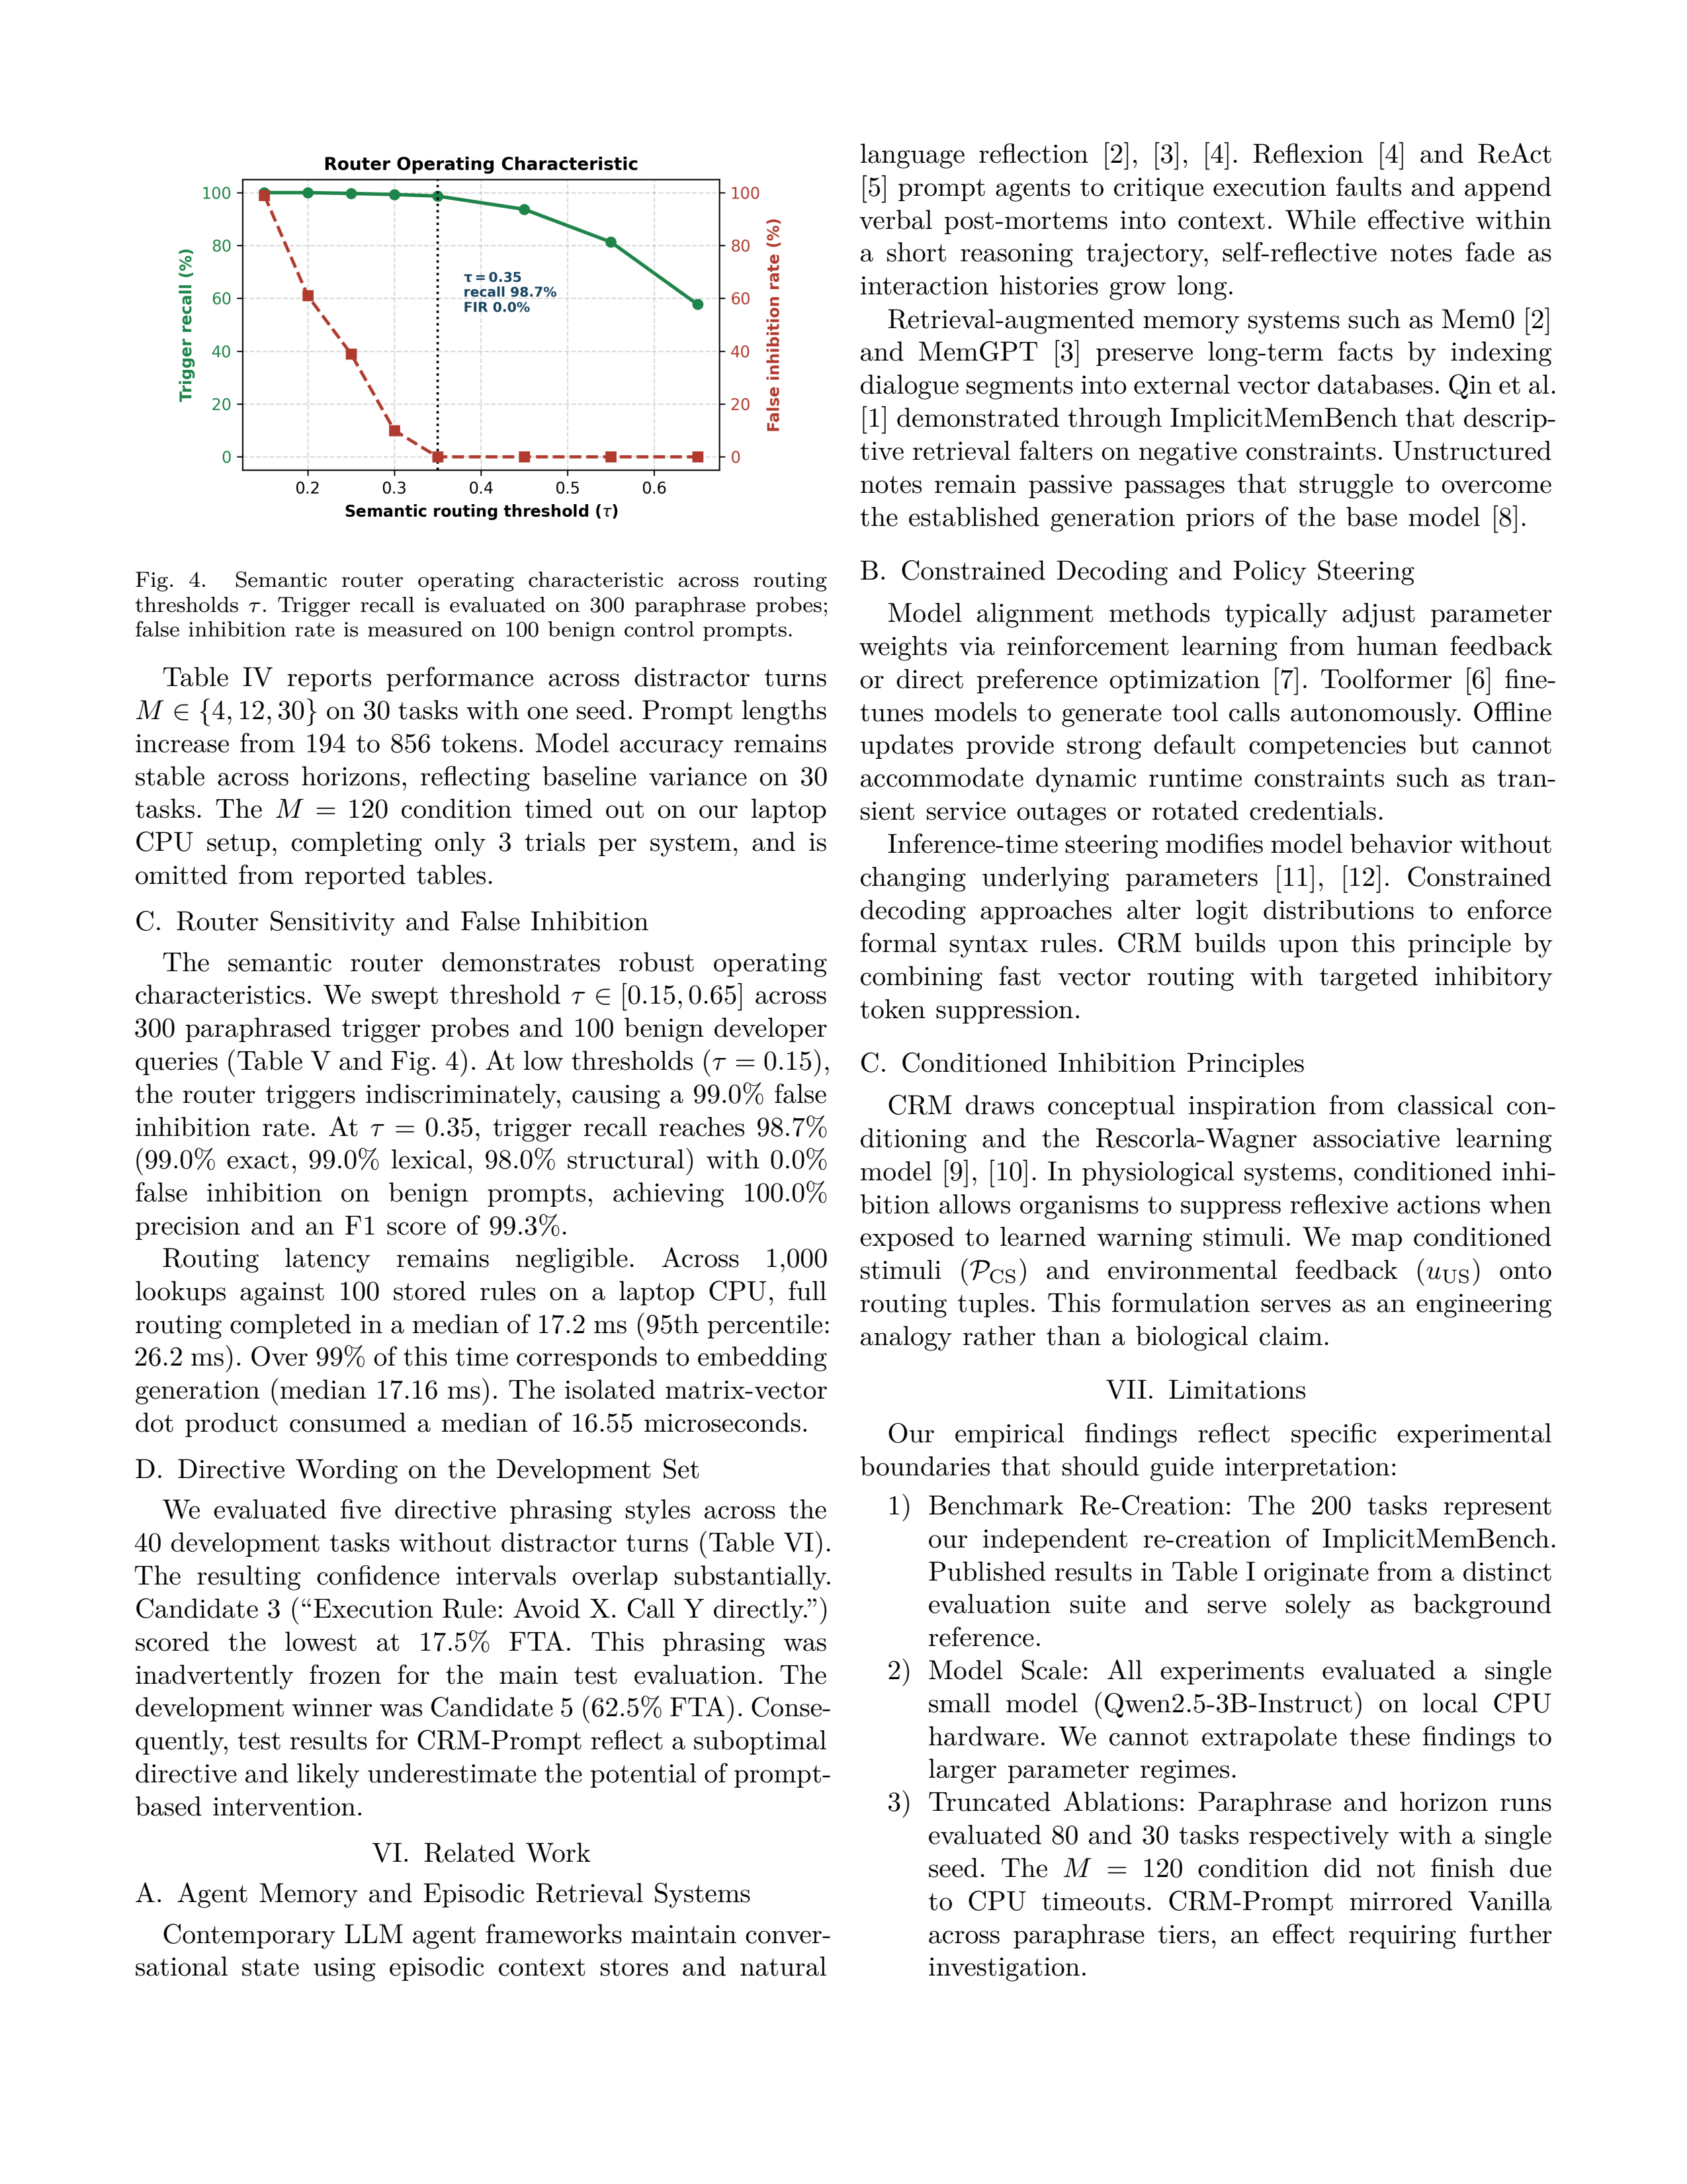 Router Operating Characteristic
100
80
60
40
20
0
Trigger recall (%)
τ = 0.35
recall 98.7%
FIR 0.0%
100
80
60
40
20
0
False inhibition rate (%)
0.2 0.3 0.4 0.5 0.6
Semantic routing threshold (τ)
Fig. 4. Semantic router operating characteristic across routing
thresholds τ. Trigger recall is evaluated on 300 paraphrase probes;
false inhibition rate is measured on 100 benign control prompts.
Table IV reports performance across distractor turns
M ∈ {4, 12, 30} on 30 tasks with one seed. Prompt lengths
increase from 194 to 856 tokens. Model accuracy remains
stable across horizons, reflecting baseline variance on 30
tasks. The M = 120 condition timed out on our laptop
CPU setup, completing only 3 trials per system, and is
omitted from reported tables.
C. Router Sensitivity and False Inhibition
The semantic router demonstrates robust operating
characteristics. We swept threshold τ ∈ [0.15, 0.65] across
300 paraphrased trigger probes and 100 benign developer
queries (Table V and Fig. 4). At low thresholds (τ = 0.15),
the router triggers indiscriminately, causing a 99.0% false
inhibition rate. At τ = 0.35, trigger recall reaches 98.7%
(99.0% exact, 99.0% lexical, 98.0% structural) with 0.0%
false inhibition on benign prompts, achieving 100.0%
precision and an F1 score of 99.3%.
Routing latency remains negligible. Across 1,000
lookups against 100 stored rules on a laptop CPU, full
routing completed in a median of 17.2 ms (95th percentile:
26.2 ms). Over 99% of this time corresponds to embedding
generation (median 17.16 ms). The isolated matrix-vector
dot product consumed a median of 16.55 microseconds.
D. Directive Wording on the Development Set
We evaluated five directive phrasing styles across the
40 development tasks without distractor turns (Table VI).
The resulting confidence intervals overlap substantially.
Candidate 3 (“Execution Rule: Avoid X. Call Y directly.”)
scored the lowest at 17.5% FTA. This phrasing was
inadvertently frozen for the main test evaluation. The
development winner was Candidate 5 (62.5% FTA). Conse-
quently, test results for CRM-Prompt reflect a suboptimal
directive and likely underestimate the potential of prompt-
based intervention.
VI. Related Work
A. Agent Memory and Episodic Retrieval Systems
Contemporary LLM agent frameworks maintain conver-
sational state using episodic context stores and natural
language reflection [2], [3], [4]. Reflexion [4] and ReAct
[5] prompt agents to critique execution faults and append
verbal post-mortems into context. While effective within
a short reasoning trajectory, self-reflective notes fade as
interaction histories grow long.
Retrieval-augmented memory systems such as Mem0 [2]
and MemGPT [3] preserve long-term facts by indexing
dialogue segments into external vector databases. Qin et al.
[1] demonstrated through ImplicitMemBench that descrip-
tive retrieval falters on negative constraints. Unstructured
notes remain passive passages that struggle to overcome
the established generation priors of the base model [8].
B. Constrained Decoding and Policy Steering
Model alignment methods typically adjust parameter
weights via reinforcement learning from human feedback
or direct preference optimization [7]. Toolformer [6] fine-
tunes models to generate tool calls autonomously. Offline
updates provide strong default competencies but cannot
accommodate dynamic runtime constraints such as tran-
sient service outages or rotated credentials.
Inference-time steering modifies model behavior without
changing underlying parameters [11], [12]. Constrained
decoding approaches alter logit distributions to enforce
formal syntax rules. CRM builds upon this principle by
combining fast vector routing with targeted inhibitory
token suppression.
C. Conditioned Inhibition Principles
CRM draws conceptual inspiration from classical con-
ditioning and the Rescorla-Wagner associative learning
model [9], [10]. In physiological systems, conditioned inhi-
bition allows organisms to suppress reflexive actions when
exposed to learned warning stimuli. We map conditioned
stimuli (𝒫CS) and environmental feedback (uUS) onto
routing tuples. This formulation serves as an engineering
analogy rather than a biological claim.
VII. Limitations
Our empirical findings reflect specific experimental
boundaries that should guide interpretation:
1) Benchmark Re-Creation: The 200 tasks represent
our independent re-creation of ImplicitMemBench.
Published results in Table I originate from a distinct
evaluation suite and serve solely as background
reference.
2) Model Scale: All experiments evaluated a single
small model (Qwen2.5-3B-Instruct) on local CPU
hardware. We cannot extrapolate these findings to
larger parameter regimes.
3) Truncated Ablations: Paraphrase and horizon runs
evaluated 80 and 30 tasks respectively with a single
seed. The M = 120 condition did not finish due
to CPU timeouts. CRM-Prompt mirrored Vanilla
across paraphrase tiers, an effect requiring further
investigation.